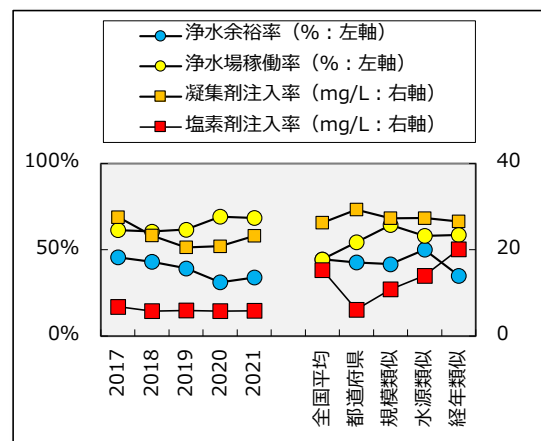 浄水余裕率（%：左軸）
浄水場稼働率（%：左軸）
凝集剤注入率（mg/L：右軸）
塩素剤注入率（mg/L：右軸）
100%
50%
0%
40
20
0
2017
2018
2019
2020
2021
全国平均
都道府県
規模類似
水源類似
経年類似